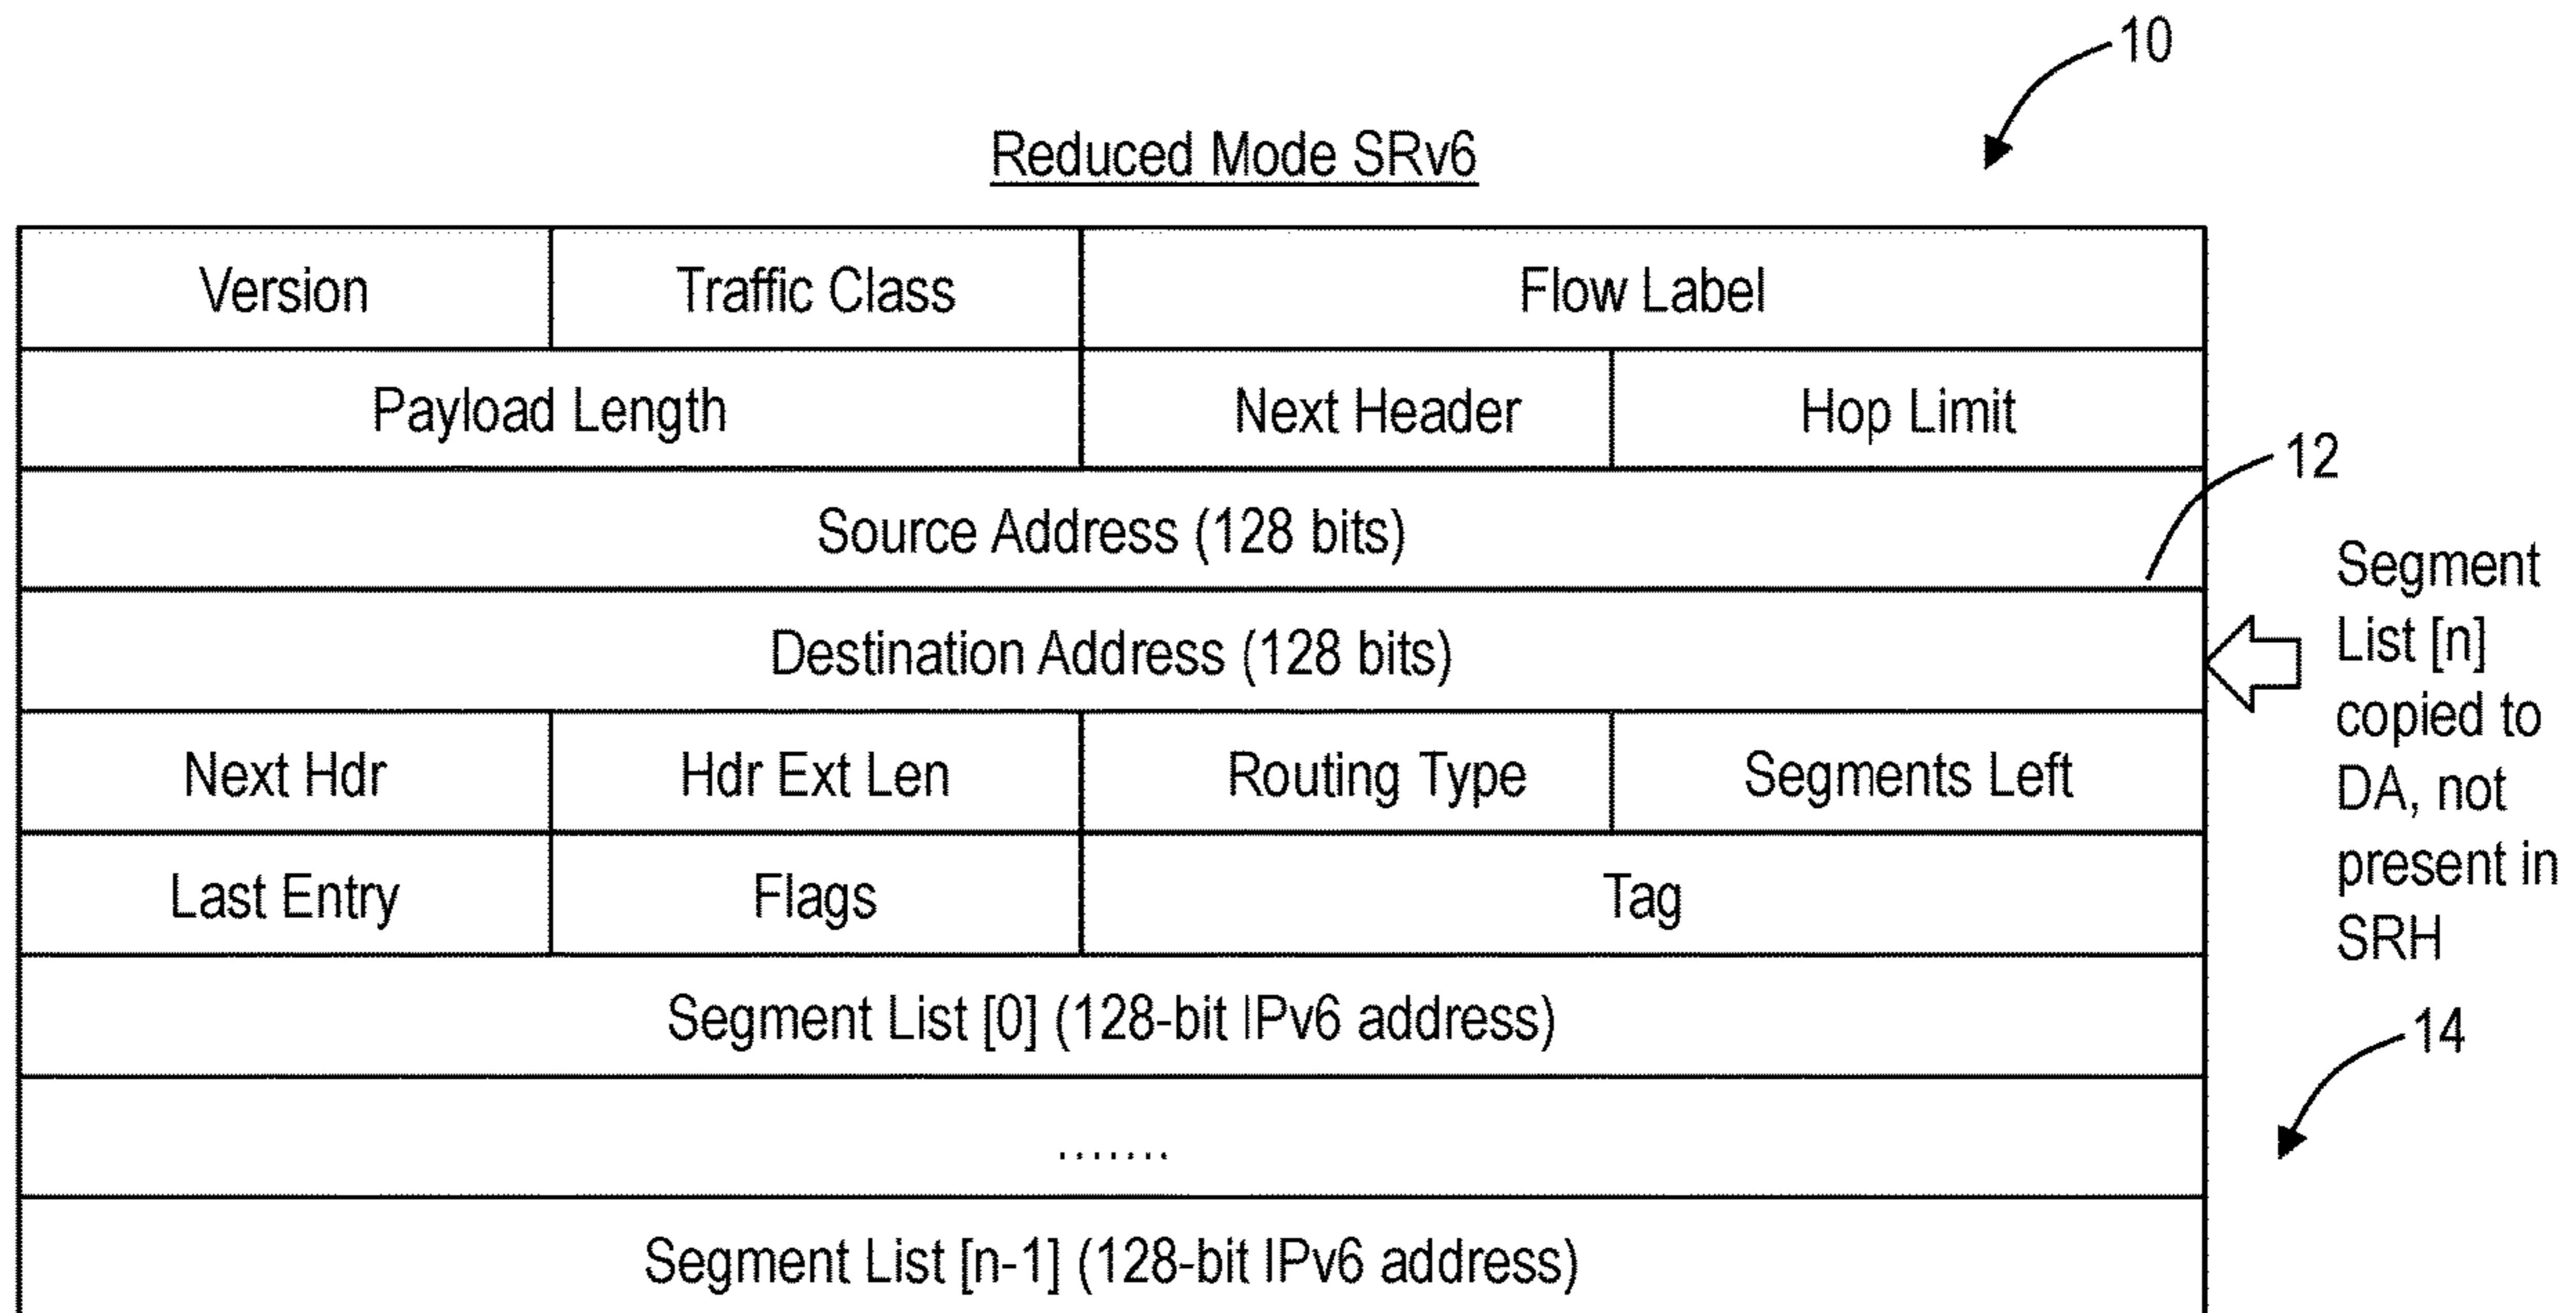 10
Reduced Mode SRv6
Version Traffic Class Flow Label
Payload Length Next Header Hop Limit
12
Source Address (128 bits)
Destination Address (128 bits)
Segment
List [n]
copied to
DA, not
present in
SRH
Next Hdr Hdr Ext Len Routing Type Segments Left
Last Entry Flags Tag
Segment List [0] (128-bit IPv6 address)
14
.......
Segment List [n-1] (128-bit IPv6 address)